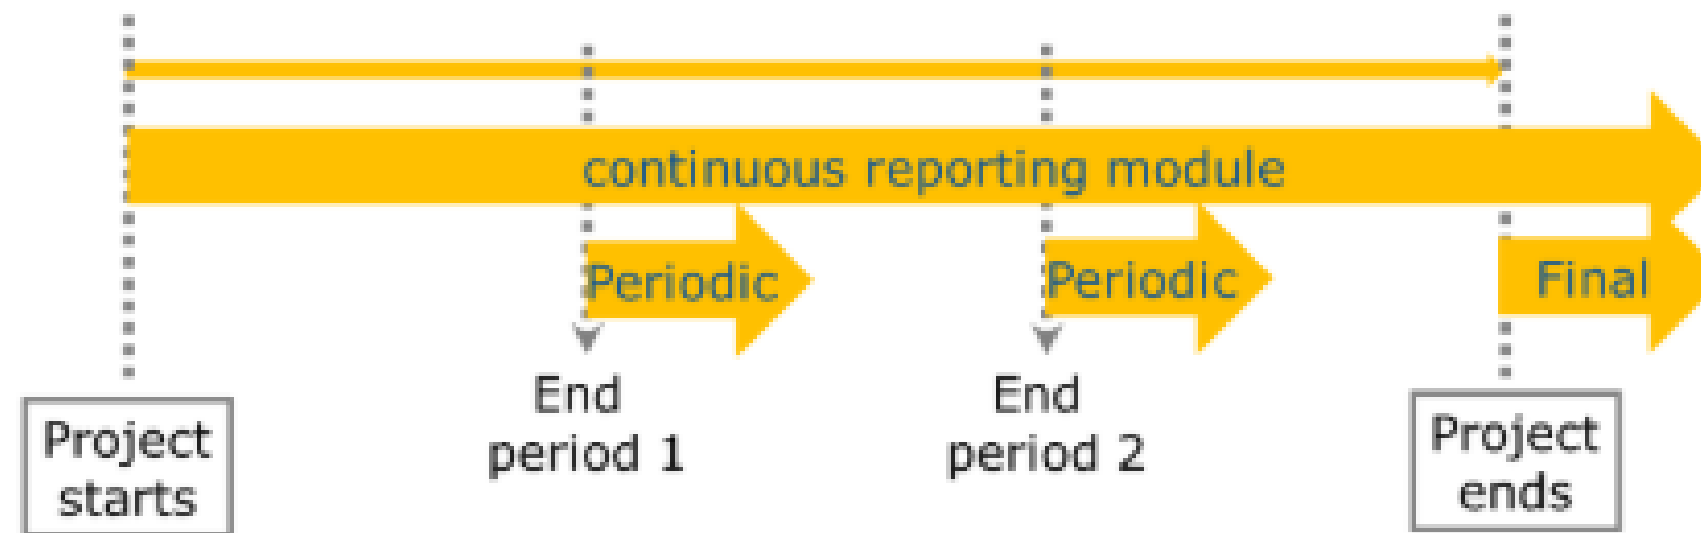 continuous reporting module
Periodic
Periodic
Final
End
period 1
End
period 2
Project
starts
Project
ends